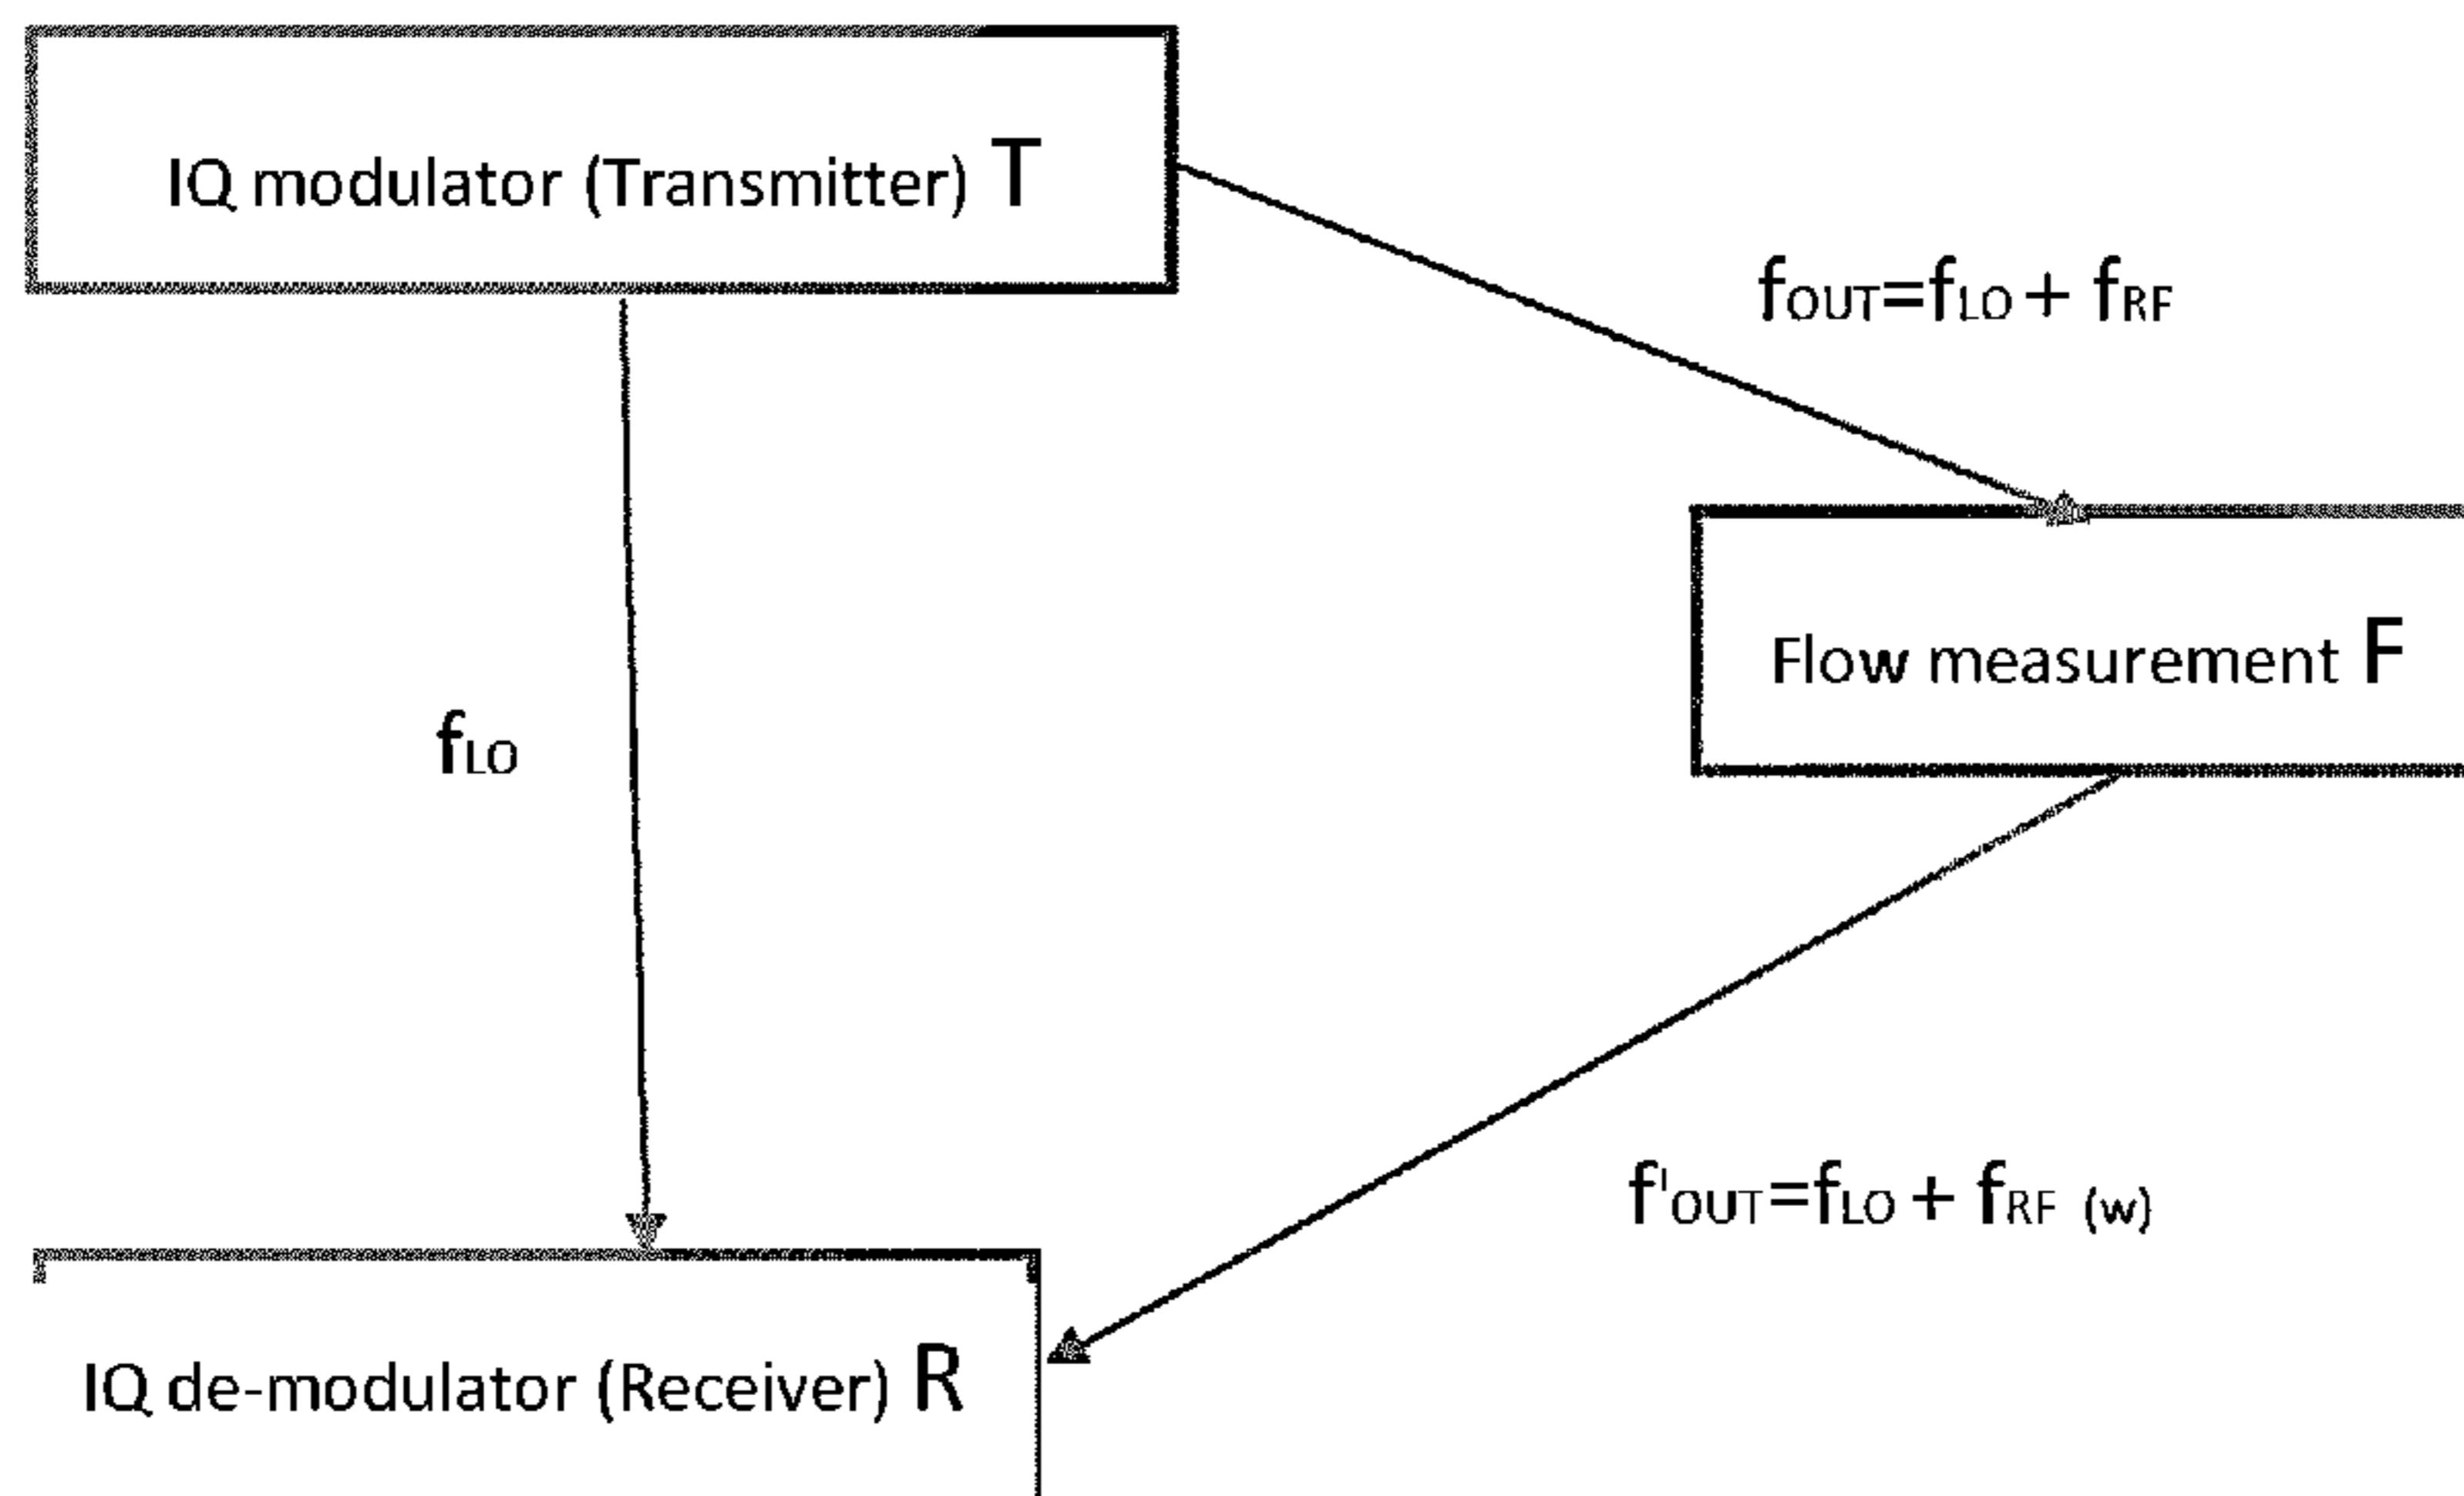 IQ modulator (Transmitter) T
fOUT=fLO + fRF
Flow measurement F
fLO
f'OUT=fLO + fRF (w)
IQ de-modulator (Receiver) R